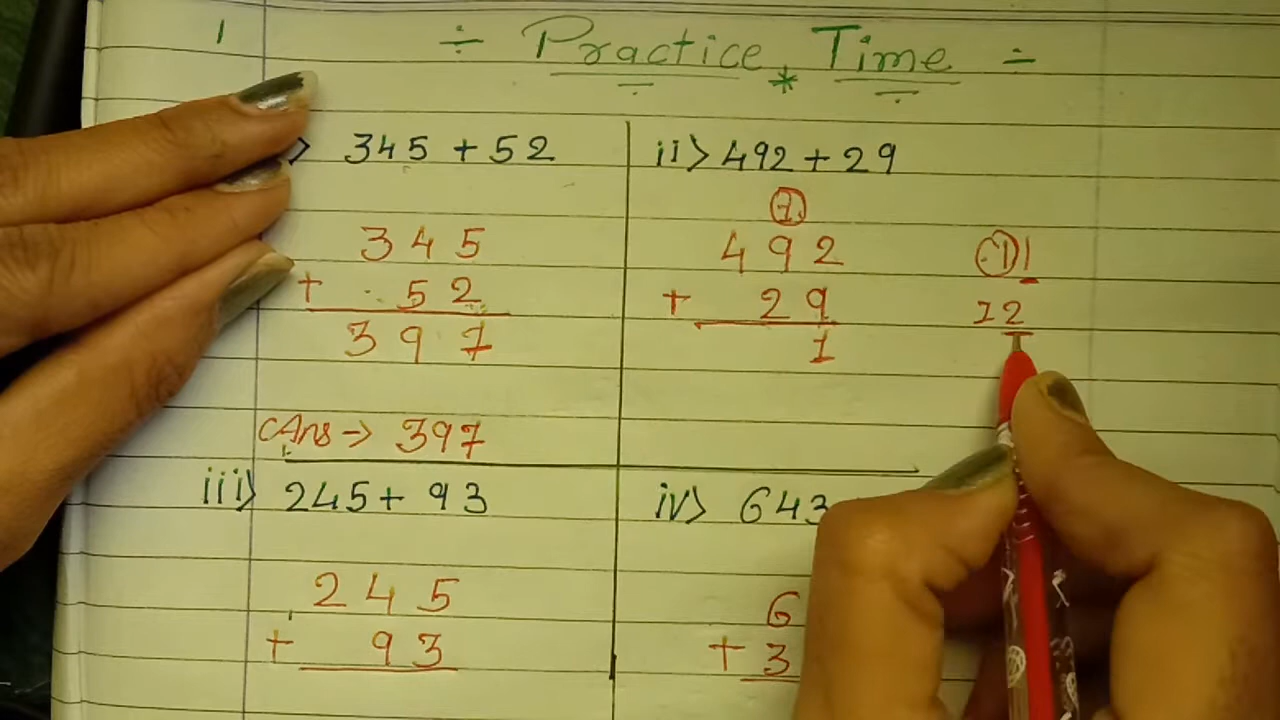 1
÷ Practice * Time ÷
> 345 + 52
345
+ 52
397
Ans → 397
ii> 492 + 29
1
492
+ 29
1
11
12
iii> 245 + 93
245
+ 93
iv> 643
6
+ 3